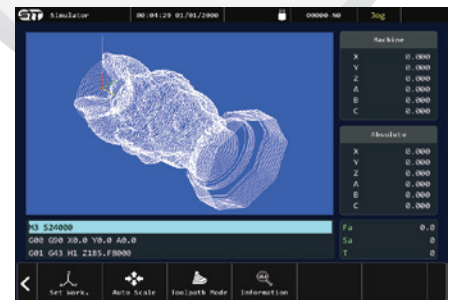 Simulator 00:04:29 01/01/2000 O0000-N0 Jog
Machine
X 0.000
Y 0.000
Z 0.000
A 0.000
B 0.000
C 0.000
Absolute
X 0.000
Y 0.000
Z 0.000
A 0.000
B 0.000
C 0.000
M3 S24000
G00 G90 X0.0 Y0.0 A0.0
G01 G43 H1 Z185.F8000
Fa 0.0
Sa 0
T 0
Set Work. Auto Scale Toolpath Mode Information